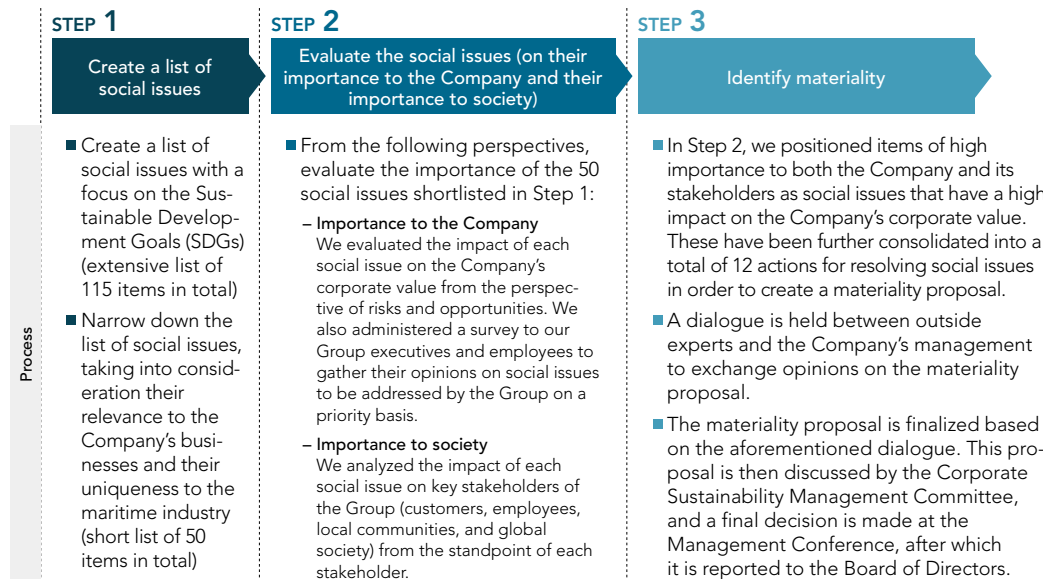 STEP 1
Create a list of
social issues
Process
■ Create a list of
social issues with a
focus on the Sus-
tainable Develop-
ment Goals (SDGs)
(extensive list of
115 items in total)
■ Narrow down the
list of social issues,
taking into consid-
eration their
relevance to the
Company’s busi-
nesses and their
uniqueness to the
maritime industry
(short list of 50
items in total)
STEP 2
Evaluate the social issues (on their
importance to the Company and their
importance to society)
■ From the following perspectives,
evaluate the importance of the 50
social issues shortlisted in Step 1:
– Importance to the Company
We evaluated the impact of each
social issue on the Company’s
corporate value from the perspec-
tive of risks and opportunities. We
also administered a survey to our
Group executives and employees to
gather their opinions on social issues
to be addressed by the Group on a
priority basis.
– Importance to society
We analyzed the impact of each
social issue on key stakeholders of
the Group (customers, employees,
local communities, and global
society) from the standpoint of each
stakeholder.
STEP 3
Identify materiality
■ In Step 2, we positioned items of high
importance to both the Company and its
stakeholders as social issues that have a high
impact on the Company’s corporate value.
These have been further consolidated into a
total of 12 actions for resolving social issues
in order to create a materiality proposal.
■ A dialogue is held between outside
experts and the Company’s management
to exchange opinions on the materiality
proposal.
■ The materiality proposal is finalized based
on the aforementioned dialogue. This pro-
posal is then discussed by the Corporate
Sustainability Management Committee,
and a final decision is made at the
Management Conference, after which
it is reported to the Board of Directors.